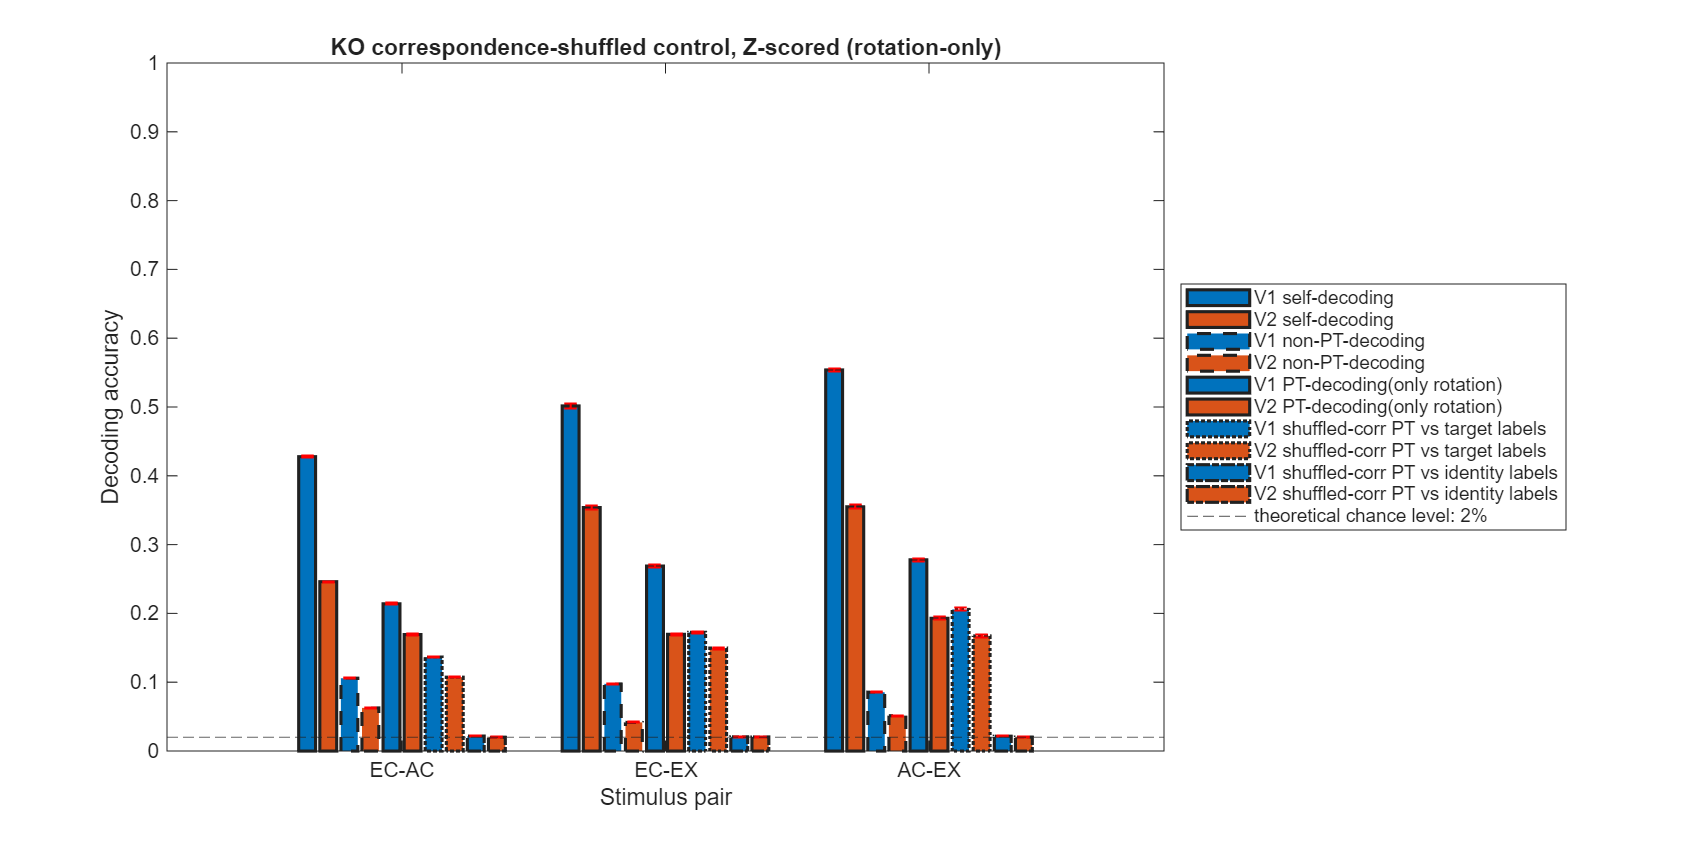 KO correspondence-shuffled control, Z-scored (rotation-only)
1
0.9
0.8
0.7
0.6
0.5
0.4
0.3
0.2
0.1
0
Decoding accuracy
EC-AC
EC-EX
AC-EX
Stimulus pair
V1 self-decoding
V2 self-decoding
V1 non-PT-decoding
V2 non-PT-decoding
V1 PT-decoding(only rotation)
V2 PT-decoding(only rotation)
V1 shuffled-corr PT vs target labels
V2 shuffled-corr PT vs target labels
V1 shuffled-corr PT vs identity labels
V2 shuffled-corr PT vs identity labels
theoretical chance level: 2%